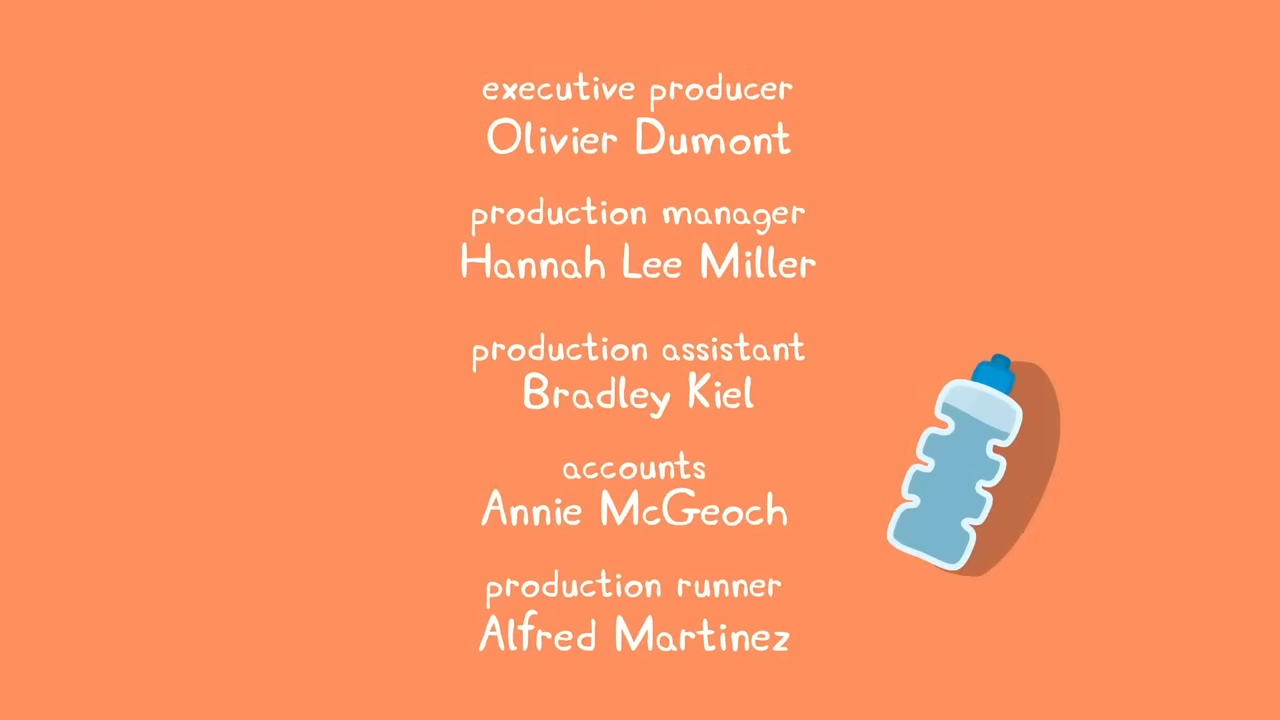 executive producer
Olivier Dumont
production manager
Hannah Lee Miller
production assistant
Bradley Kiel
accounts
Annie McGeoch
production runner
Alfred Martinez